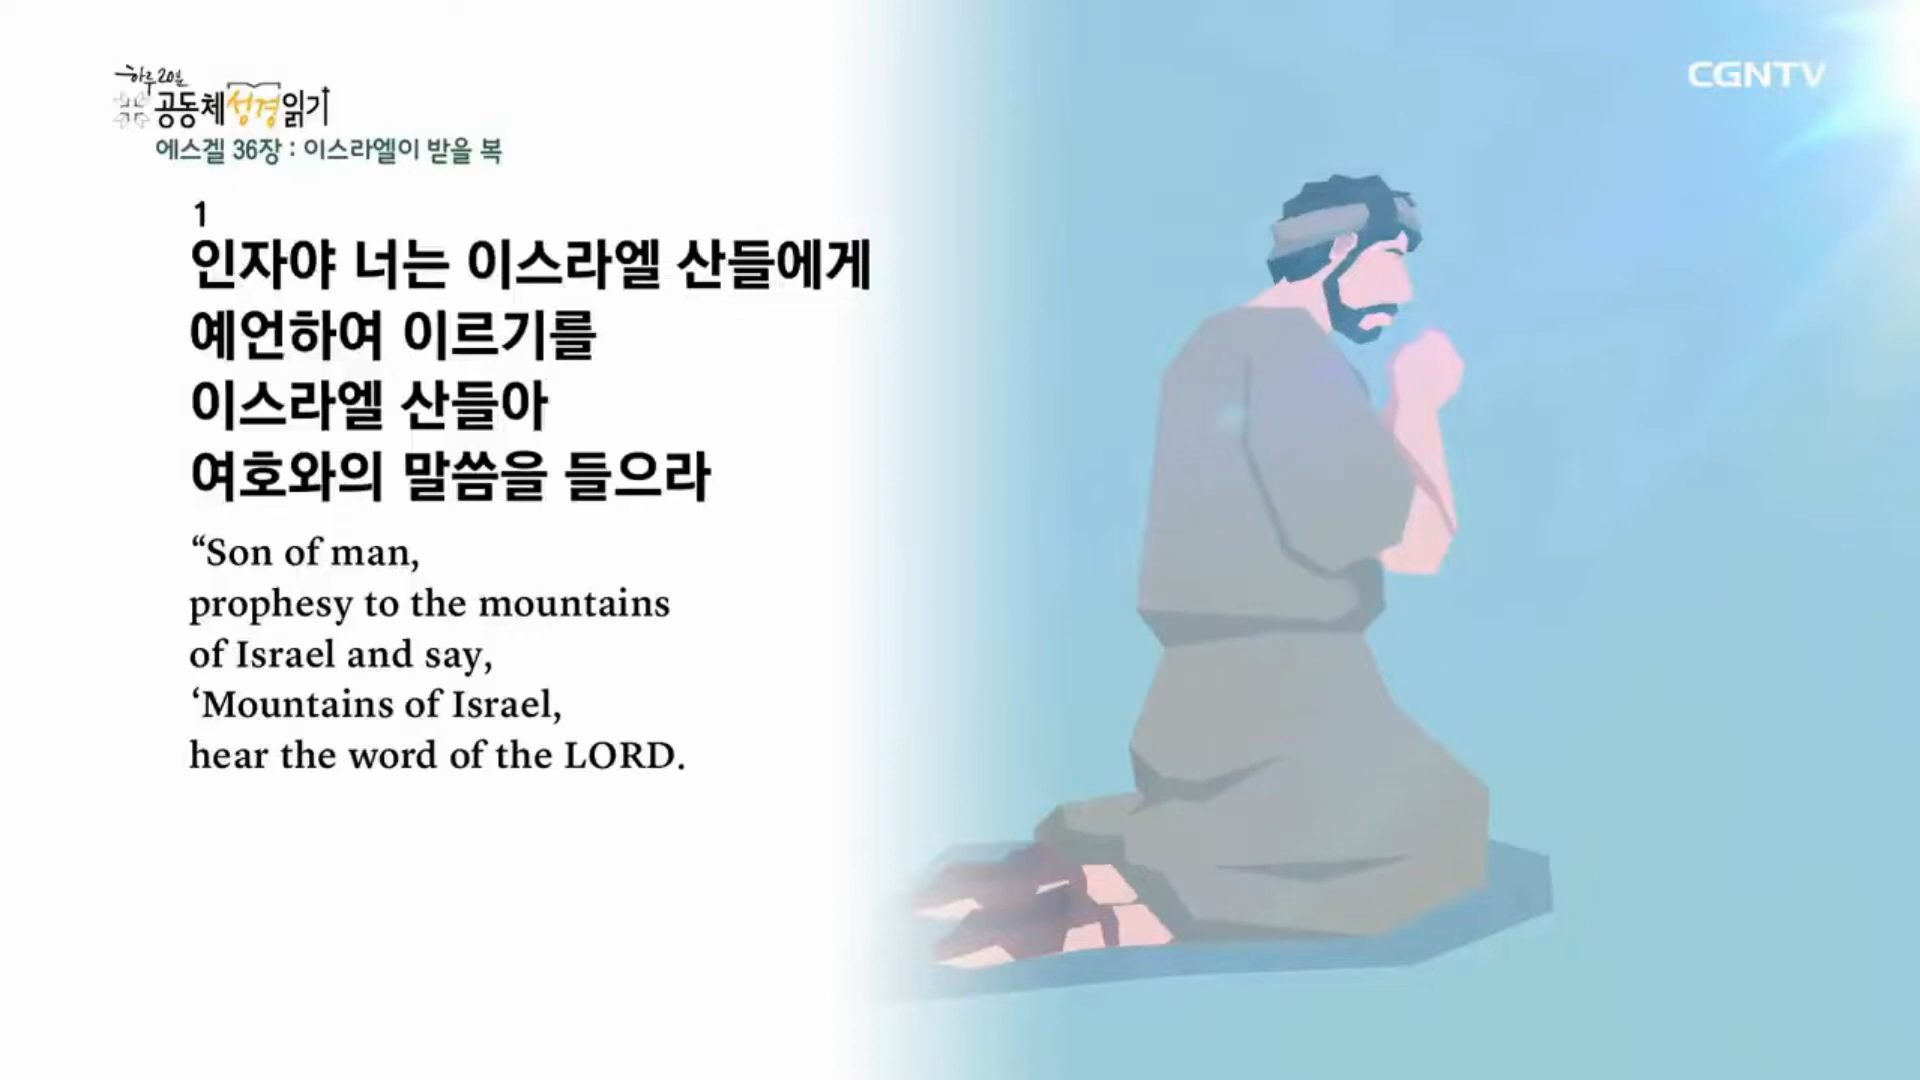 하루 20분
공동체성경읽기
CGNTV
에스겔 36장 : 이스라엘이 받을 복
1
인자야 너는 이스라엘 산들에게
예언하여 이르기를
이스라엘 산들아
여호와의 말씀을 들으라
“Son of man,
prophesy to the mountains
of Israel and say,
‘Mountains of Israel,
hear the word of the LORD.